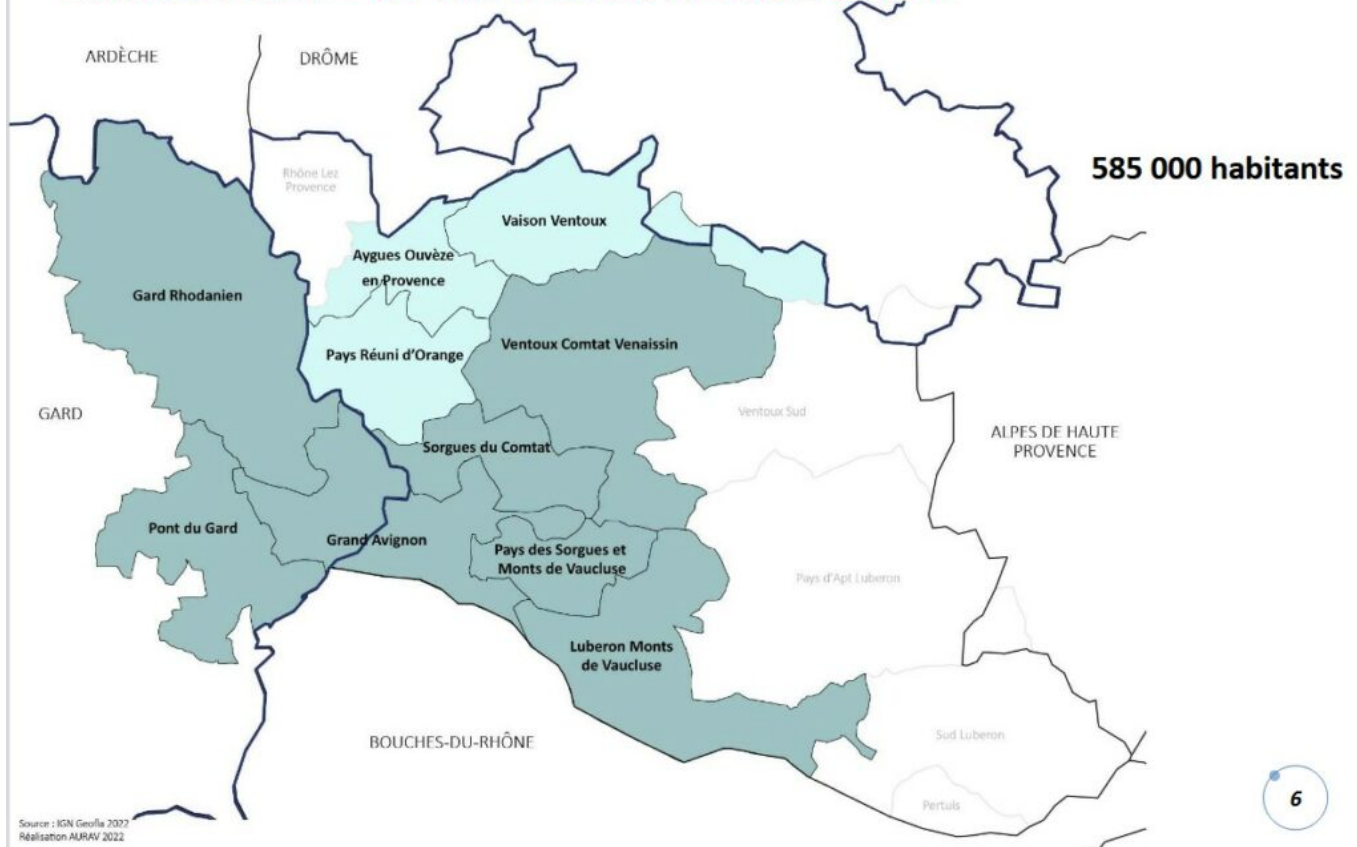 ARDÈCHE
DRÔME
585 000 habitants
Rhône Lez
Provence
Vaison Ventoux
Aygues Ouvèze
en Provence
Gard Rhodanien
Pays Réuni d'Orange
Ventoux Comtat Venaissin
GARD
Ventoux Sud
ALPES DE HAUTE
PROVENCE
Sorgues du Comtat
Pont du Gard
Grand Avignon
Pays des Sorgues et
Monts de Vaucluse
Pays d'Apt Luberon
Luberon Monts
de Vaucluse
BOUCHES-DU-RHÔNE
Sud Luberon
Pertuis
6
Source : IGN Geofla 2022
Réalisation AURAV 2022